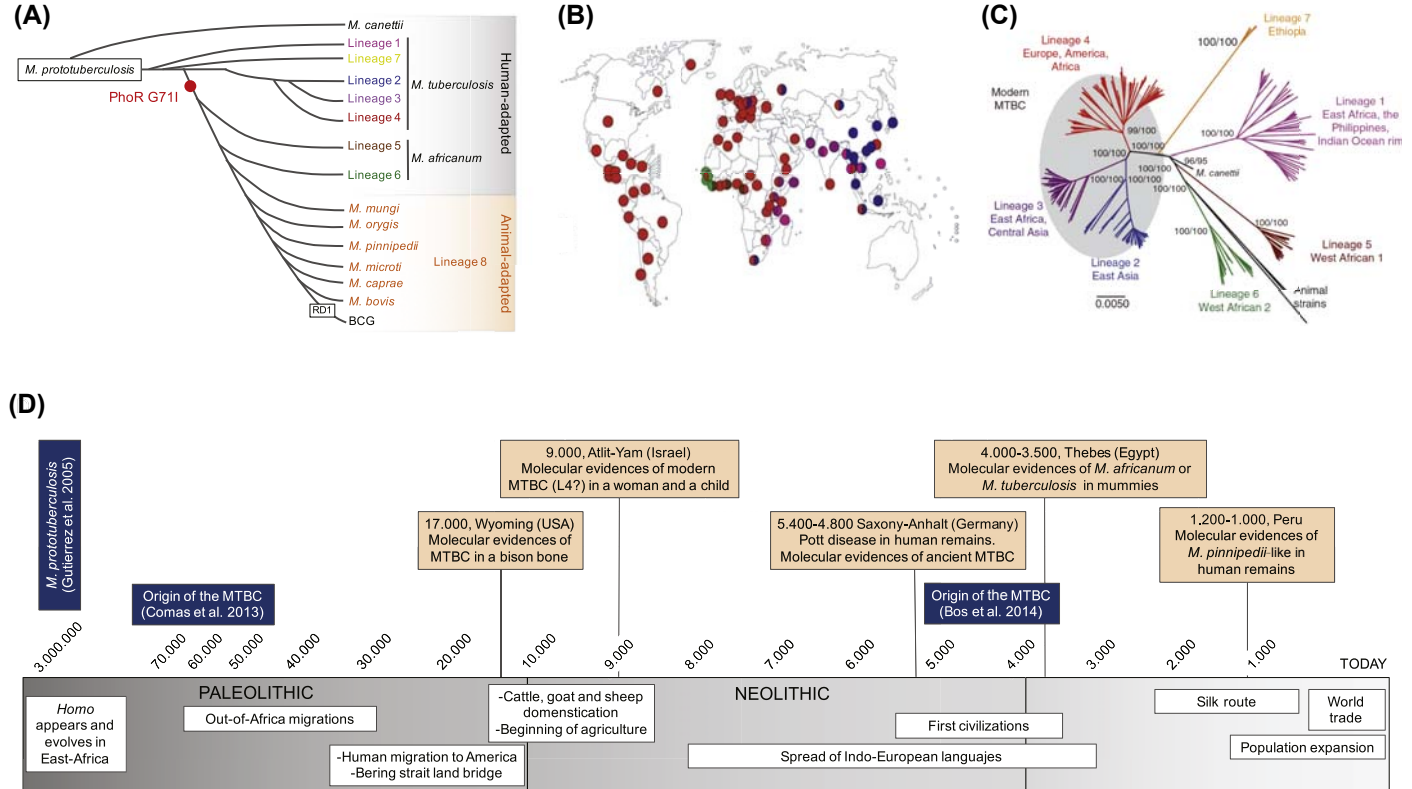 (A)
M. prototuberculosis
PhoR G71I
M. canettii
Lineage 1
Lineage 7
Lineage 2
Lineage 3
Lineage 4
M. tuberculosis
Lineage 5
Lineage 6
M. africanum
Human-adapted
M. mungi
M. orygis
M. pinnipedii
M. microti
M. caprae
M. bovis
RD1
BCG
Lineage 8
Animal-adapted
(B)
(C)
Lineage 7
Ethiopia
100/100
Lineage 4
Europe, America,
Africa
Modern
MTBC
99/100
100/100
100/100
100/100
100/100
100/100
100/100
96/95
M. canettii
100/100
Lineage 1
East Africa, the
Philippines,
Indian Ocean rim
100/100
Lineage 3
East Africa,
Central Asia
Lineage 2
East Asia
0.0050
100/100
Lineage 6
West African 2
100/100
Lineage 5
West African 1
Animal
strains
(D)
M. prototuberculosis
(Gutierrez et al. 2005)
Origin of the MTBC
(Comas et al. 2013)
17.000, Wyoming (USA)
Molecular evidences of
MTBC in a bison bone
9.000, Atlit-Yam (Israel)
Molecular evidences of modern
MTBC (L4?) in a woman and a child
5.400-4.800 Saxony-Anhalt (Germany)
Pott disease in human remains.
Molecular evidences of ancient MTBC
Origin of the MTBC
(Bos et al. 2014)
4.000-3.500, Thebes (Egypt)
Molecular evidences of M. africanum or
M. tuberculosis in mummies
1.200-1.000, Peru
Molecular evidences of
M. pinnipedii-like in
human remains
3.000.000
70.000
60.000
50.000
40.000
30.000
20.000
10.000
9.000
8.000
7.000
6.000
5.000
4.000
3.000
2.000
1.000
TODAY
PALEOLITHIC
NEOLITHIC
Homo
appears and
evolves in
East-Africa
Out-of-Africa migrations
-Human migration to America
-Bering strait land bridge
-Cattle, goat and sheep
domenstication
-Beginning of agriculture
First civilizations
Spread of Indo-European languajes
Silk route
World
trade
Population expansion